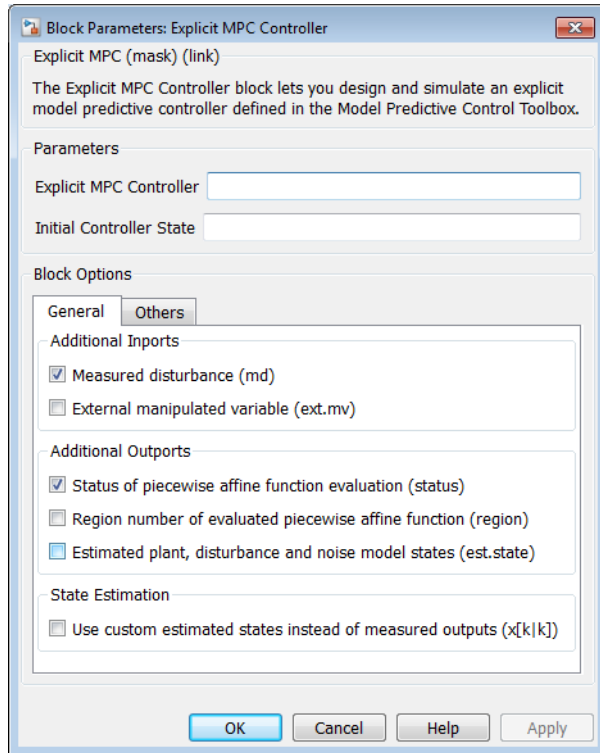 Block Parameters: Explicit MPC Controller
Explicit MPC (mask) (link)
The Explicit MPC Controller block lets you design and simulate an explicit
model predictive controller defined in the Model Predictive Control Toolbox.
Parameters
Explicit MPC Controller
Initial Controller State
Block Options
General Others
Additional Inports
Measured disturbance (md)
External manipulated variable (ext.mv)
Additional Outports
Status of piecewise affine function evaluation (status)
Region number of evaluated piecewise affine function (region)
Estimated plant, disturbance and noise model states (est.state)
State Estimation
Use custom estimated states instead of measured outputs (x[k|k])
OK Cancel Help Apply